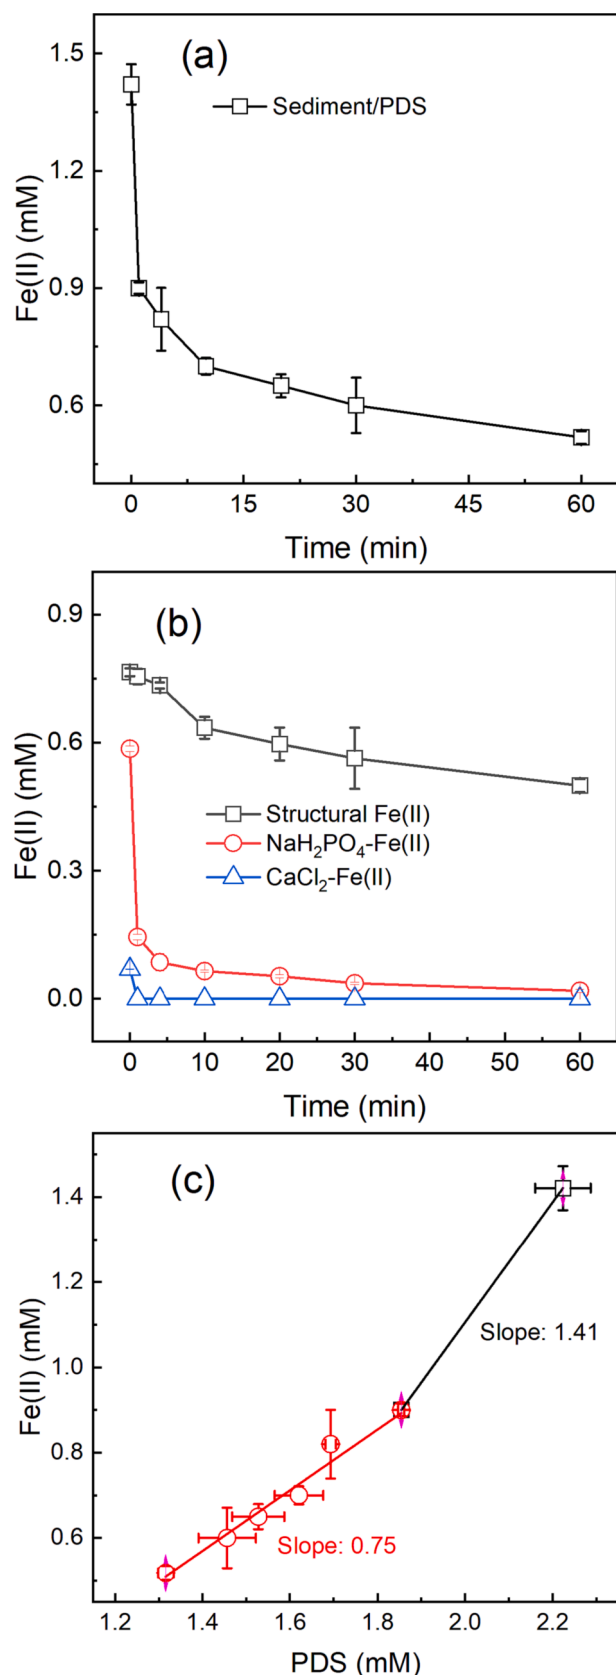 (a)
Sediment/PDS
1.5
1.2
0.9
0.6
Fe(II) (mM)
0 15 30 45 60
Time (min)
(b)
0.9
0.6
0.3
0.0
Fe(II) (mM)
Structural Fe(II)
NaH₂PO₄-Fe(II)
CaCl₂-Fe(II)
0 10 20 30 40 50 60
Time (min)
(c)
1.4
1.2
1.0
0.8
0.6
Fe(II) (mM)
Slope: 1.41
Slope: 0.75
1.2 1.4 1.6 1.8 2.0 2.2
PDS (mM)